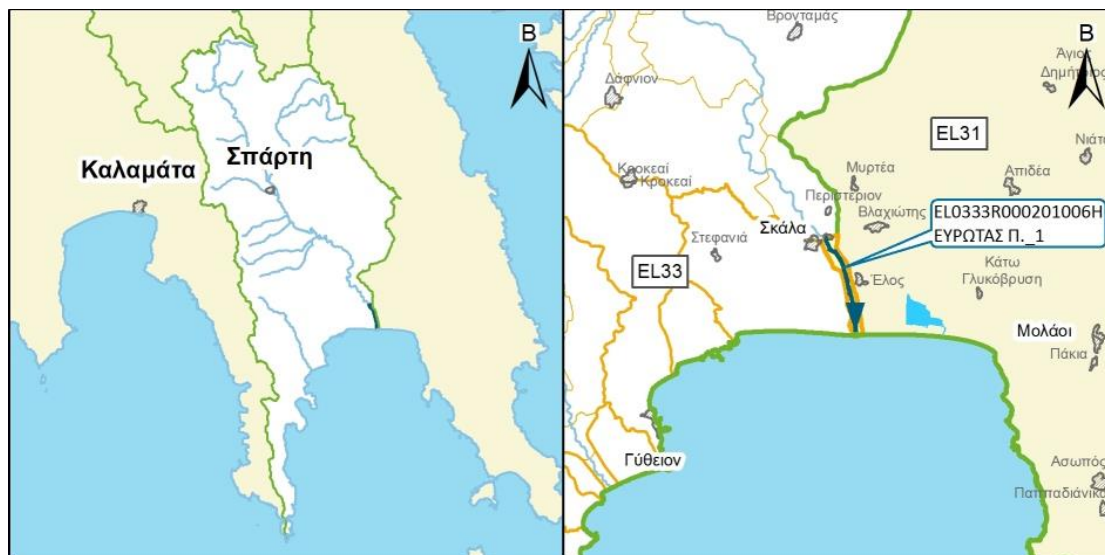 Β
Καλαμάτα
Σπάρτη
Βρονταμάς
Β
Άγιος
Δημήτριος
Δάφνιον
EL31
Νιάτα
Κροκεαί
Κροκεαί
Μυρτέα
Απιδέα
Περιστέριον
Βλαχιώτης
EL0333R000201006H
ΕΥΡΩΤΑΣ Π._1
Σκάλα
Στεφανιά
EL33
Έλος
Κάτω
Γλυκόβρυση
Μολάοι
Πάκια
Γύθειον
Ασωπός
Παππαδιάνικα